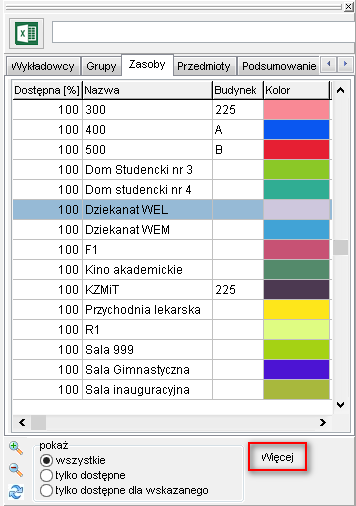 Wykładowcy Grupy Zasoby Przedmioty Podsumowanie
Dostępna [%] Nazwa Budynek Kolor
100 300 225
100 400 A
100 500 B
100 Dom Studencki nr 3
100 Dom studencki nr 4
100 Dziekanat WEL
100 Dziekanat WEM
100 F1
100 Kino akademickie
100 KZMiT 225
100 Przychodnia lekarska
100 R1
100 Sala 999
100 Sala Gimnastyczna
100 Sala inauguracyjna
pokaż
wszystkie
tylko dostępne
tylko dostępne dla wskazanego
Więcej